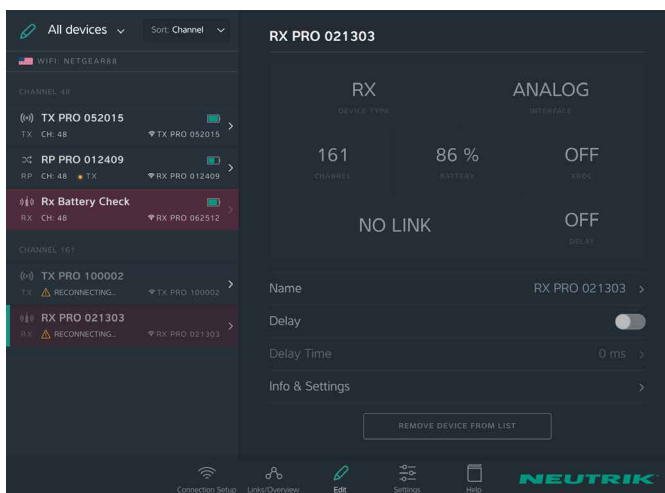 All devices
Sort: Channel
WIFI: NETGEAR88
CHANNEL 48
TX PRO 052015
TX CH: 48 TX PRO 052015
RP PRO 012409
RP CH: 48 TX RX PRO 012409
Rx Battery Check
RX CH: 48 RX PRO 062512
CHANNEL 161
TX PRO 100002
TX RECONNECTING... TX PRO 100002
RX PRO 021303
RX RECONNECTING... RX PRO 021303
RX PRO 021303
RX ANALOG
DEVICE TYPE INTERFACE
161 86 % OFF
CHANNEL BATTERY XROC
NO LINK OFF
DELAY
Name RX PRO 021303
Delay
Delay Time 0 ms
Info & Settings
REMOVE DEVICE FROM LIST
Connection Setup Links/Overview Edit Settings Help
NEUTRIK